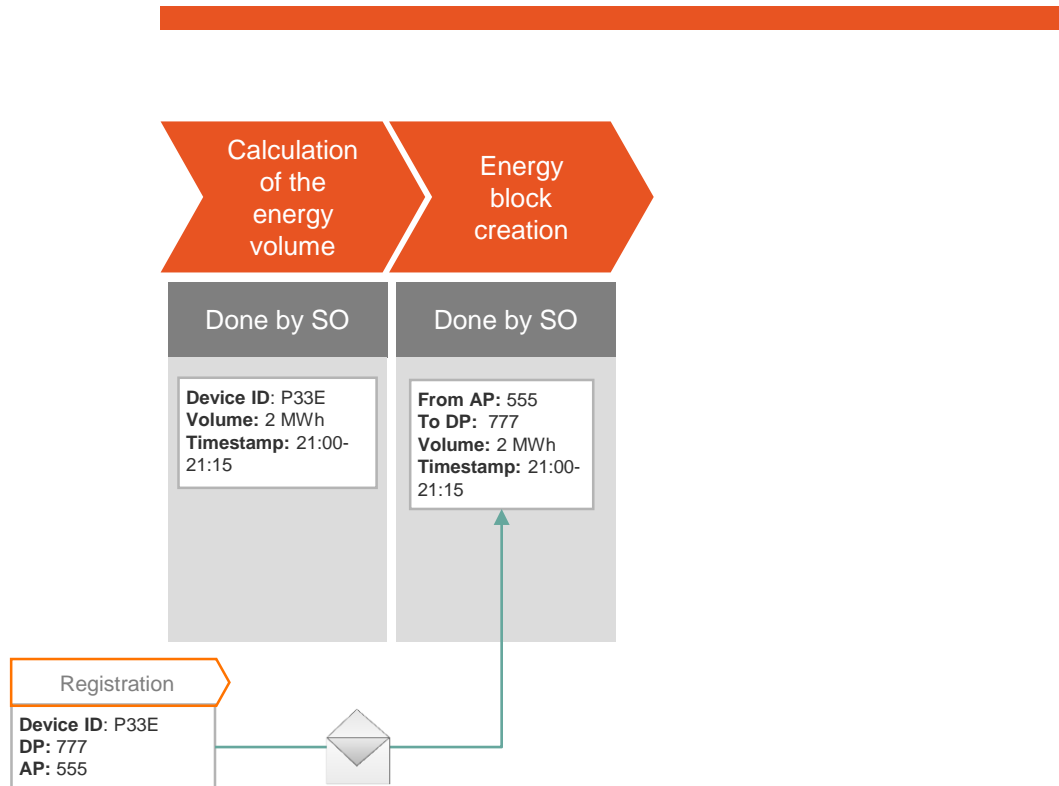 Calculation
of the
energy
volume
Energy
block
creation
Done by SO
Done by SO
Device ID: P33E
Volume: 2 MWh
Timestamp: 21:00-
21:15
From AP: 555
To DP: 777
Volume: 2 MWh
Timestamp: 21:00-
21:15
Registration
Device ID: P33E
DP: 777
AP: 555